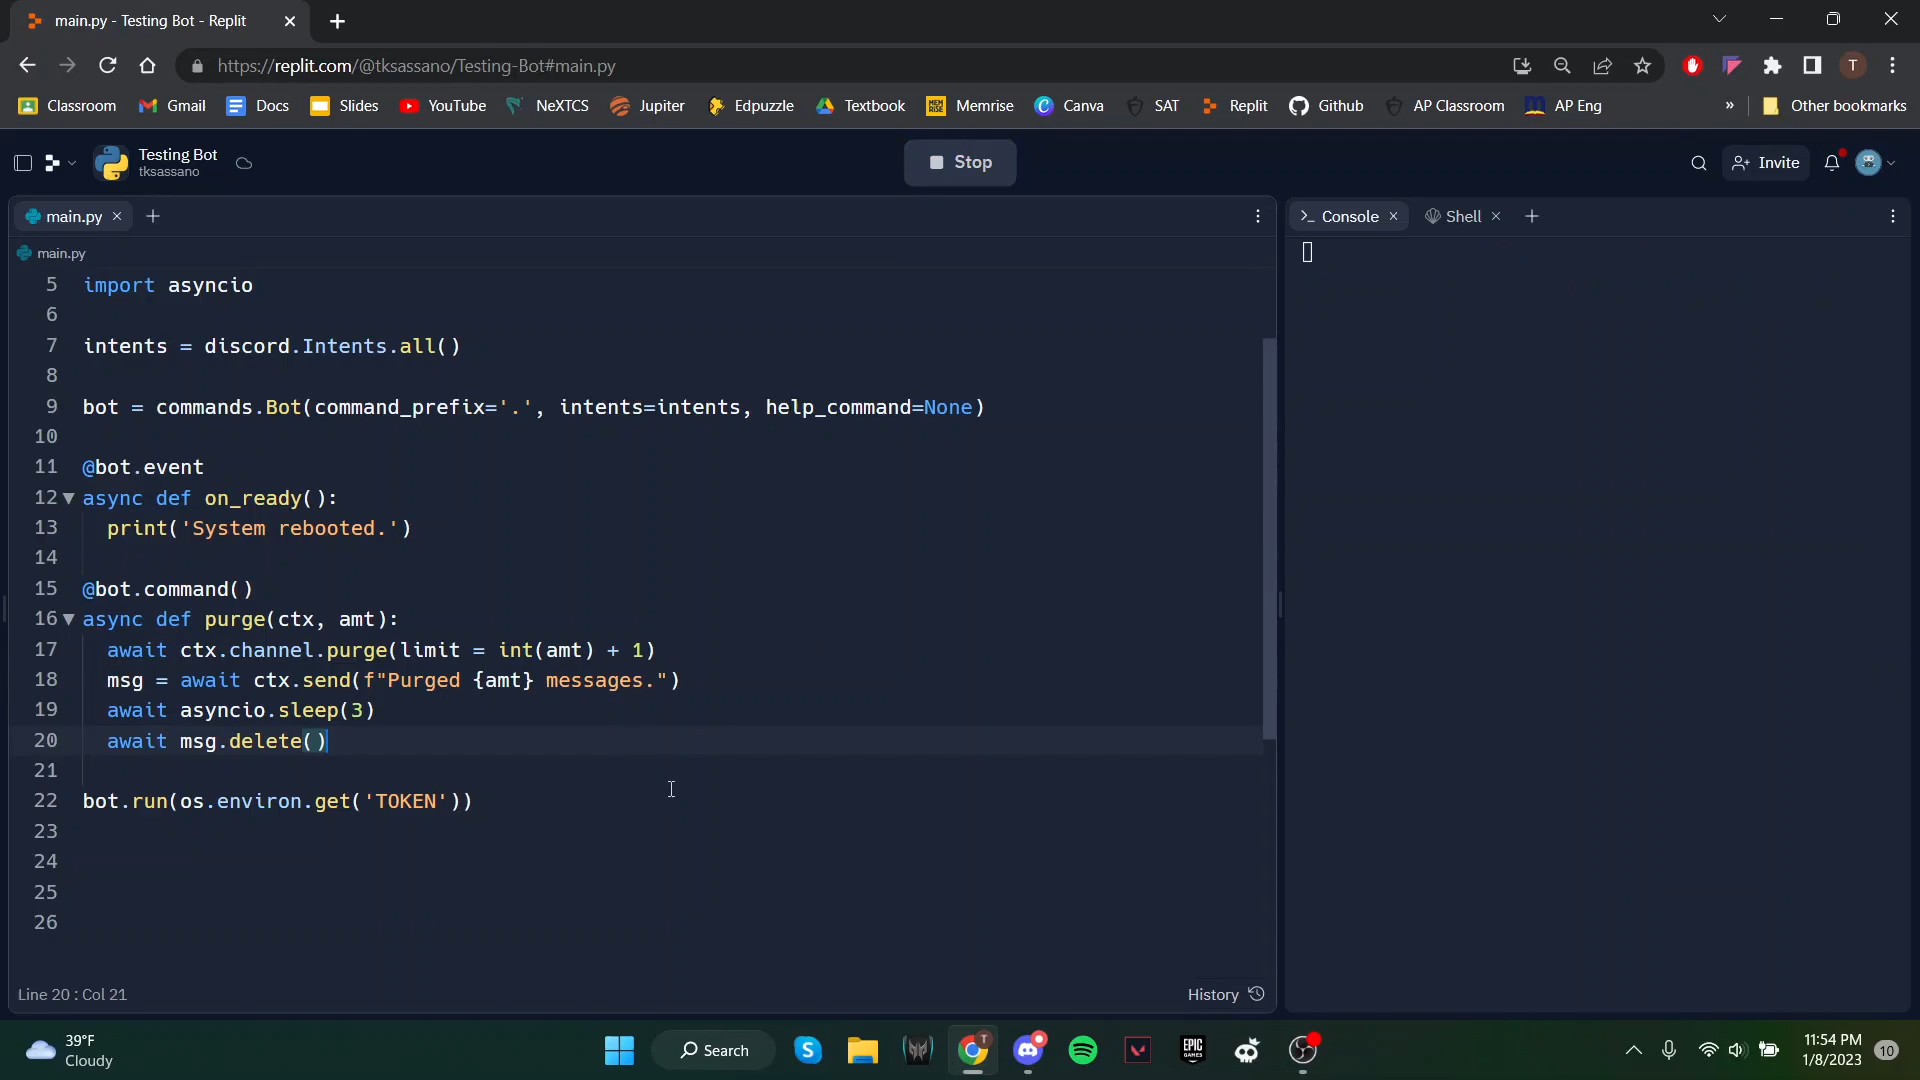 main.py - Testing Bot - Replit
https://replit.com/@tksassano/Testing-Bot#main.py
T
Classroom Gmail Docs Slides YouTube NeXTCS Jupiter Edpuzzle Textbook Memrise Canva SAT Replit Github AP Classroom AP Eng » Other bookmarks
Testing Bot
tksassano
Stop
Invite
main.py
Console Shell
main.py
5 import asyncio
6
7 intents = discord.Intents.all()
8
9 bot = commands.Bot(command_prefix='.', intents=intents, help_command=None)
10
11 @bot.event
12 async def on_ready():
13 print('System rebooted.')
14
15 @bot.command()
16 async def purge(ctx, amt):
17 await ctx.channel.purge(limit = int(amt) + 1)
18 msg = await ctx.send(f"Purged {amt} messages.")
19 await asyncio.sleep(3)
20 await msg.delete()
21
22 bot.run(os.environ.get('TOKEN'))
23
24
25
26
Line 20 : Col 21
History
39°F
Cloudy
Search
EPIC
GAMES
11:54 PM
1/8/2023
10